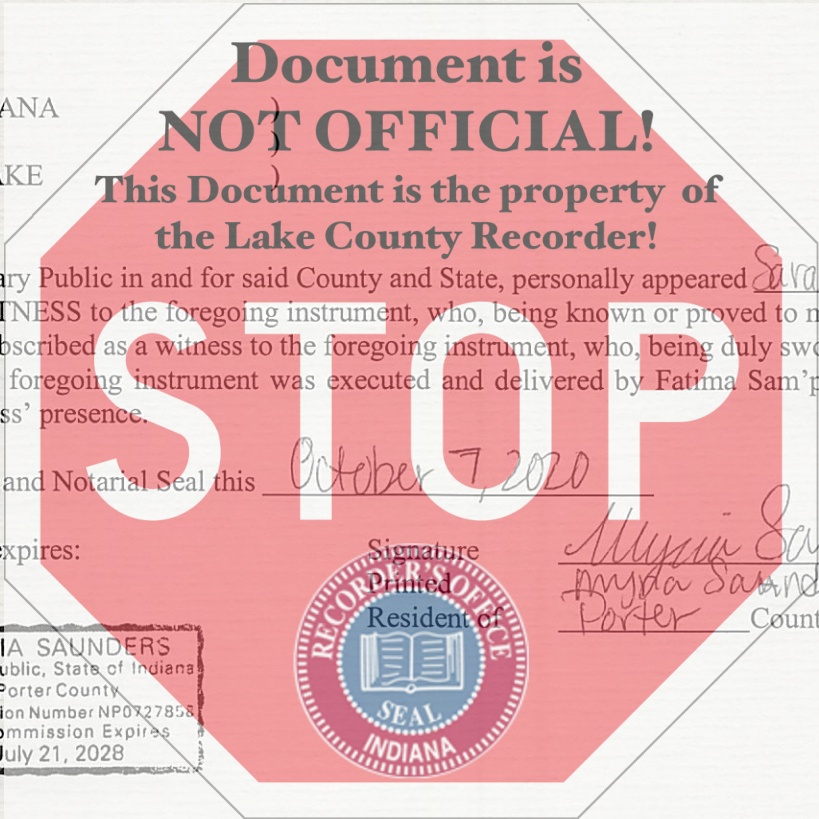 Document is
NOT OFFICIAL!
This Document is the property of
the Lake County Recorder!
STOP
ANA )
)
AKE )
ary Public in and for said County and State, personally appeared Sara
TNESS to the foregoing instrument, who, being known or proved to m
bscribed as a witness to the foregoing instrument, who, being duly swo
foregoing instrument was executed and delivered by Fatima Sam'p
ss' presence.
and Notarial Seal this October 7, 2020
xpires: Signature
Printed
Resident of Porter Count
RECORDER'S OFFICE
SEAL
INDIANA
IA SAUNDERS
ublic, State of Indiana
Porter County
ion Number NP0727858
ommission Expires
July 21, 2028